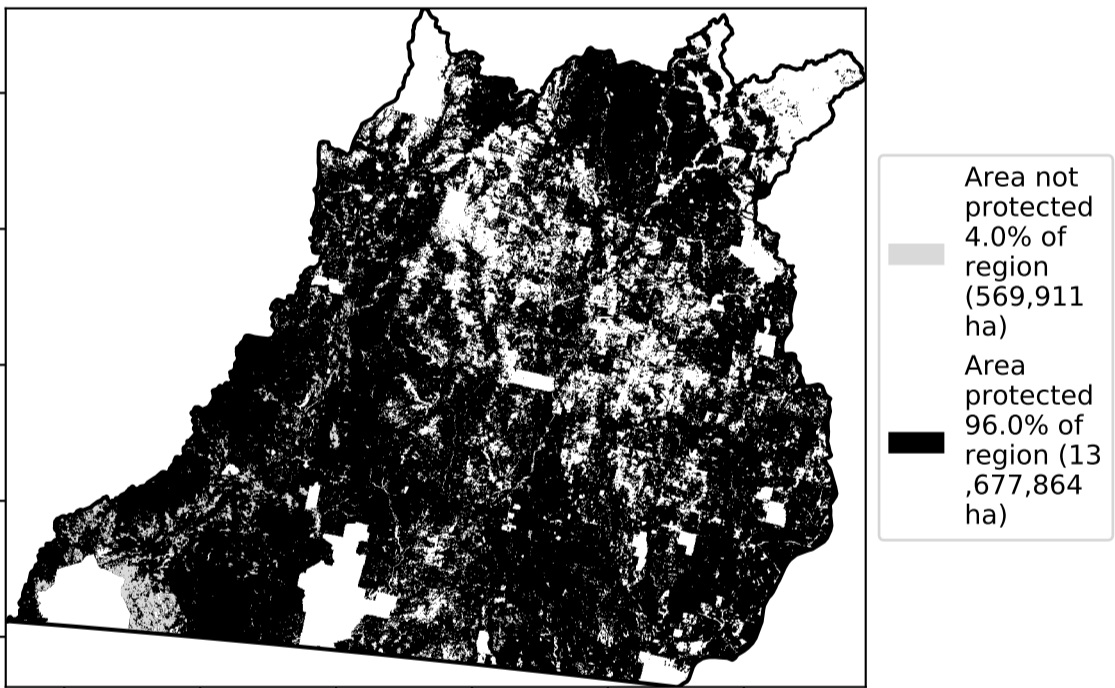 Area not
protected
4.0% of
region
(569,911
ha)
Area
protected
96.0% of
region (13
,677,864
ha)